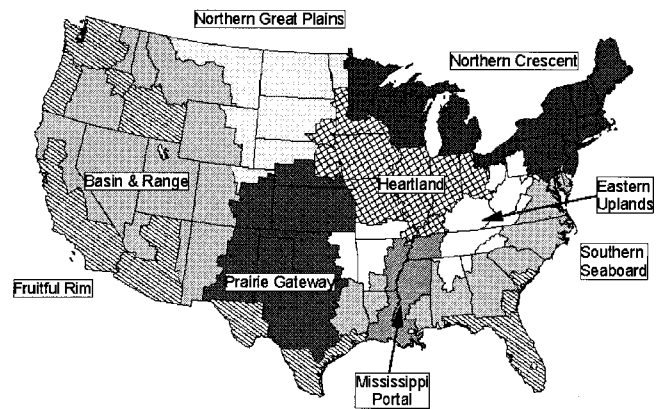 Northern Great Plains
Northern Crescent
Basin & Range
Heartland
Eastern
Uplands
Southern
Seaboard
Fruitful Rim
Prairie Gateway
Mississippi
Portal